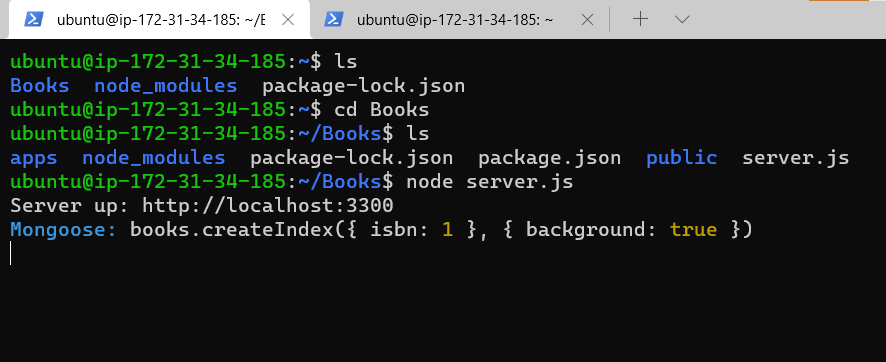 ubuntu@ip-172-31-34-185: ~/E
ubuntu@ip-172-31-34-185: ~
ubuntu@ip-172-31-34-185:~$ ls
Books  node_modules  package-lock.json
ubuntu@ip-172-31-34-185:~$ cd Books
ubuntu@ip-172-31-34-185:~/Books$ ls
apps  node_modules  package-lock.json  package.json  public  server.js
ubuntu@ip-172-31-34-185:~/Books$ node server.js
Server up: http://localhost:3300
Mongoose: books.createIndex({ isbn: 1 }, { background: true })